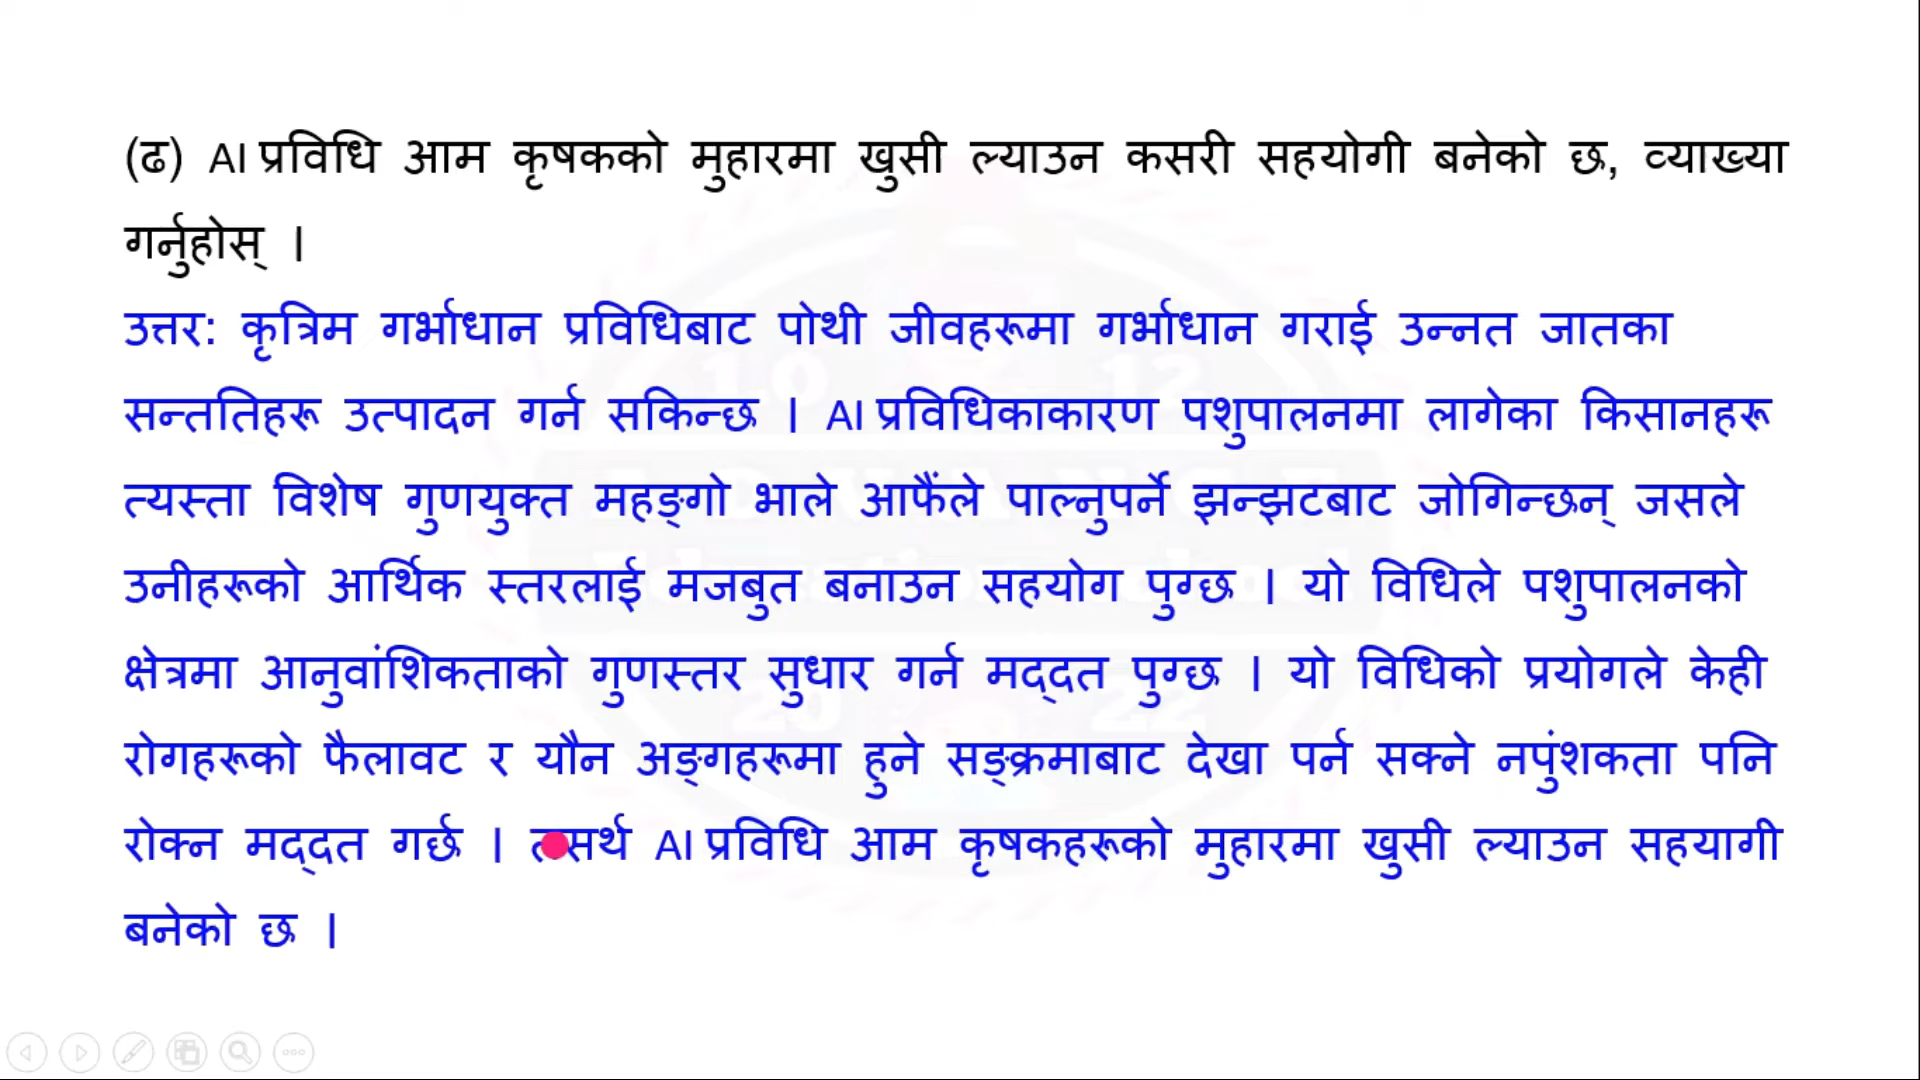 (ढ) AI प्रविधि आम कृषकको मुहारमा खुसी ल्याउन कसरी सहयोगी बनेको छ, व्याख्या
गर्नुहोस् ।
उत्तर: कृत्रिम गर्भाधान प्रविधिबाट पोथी जीवहरूमा गर्भाधान गराई उन्नत जातका
सन्ततिहरू उत्पादन गर्न सकिन्छ । AI प्रविधिकाकारण पशुपालनमा लागेका किसानहरू
त्यस्ता विशेष गुणयुक्त महङ्गो भाले आफैंले पाल्नुपर्ने झन्झटबाट जोगिन्छन् जसले
उनीहरूको आर्थिक स्तरलाई मजबुत बनाउन सहयोग पुग्छ । यो विधिले पशुपालनको
क्षेत्रमा आनुवांशिकताको गुणस्तर सुधार गर्न मद्दत पुग्छ । यो विधिको प्रयोगले केही
रोगहरूको फैलावट र यौन अङ्गहरूमा हुने सङ्क्रमाबाट देखा पर्न सक्ने नपुंशकता पनि
रोक्न मद्दत गर्छ । AI प्रविधि आम कृषकहरूको मुहारमा खुसी ल्याउन सहयागी
बनेको छ ।
10 12
20 22